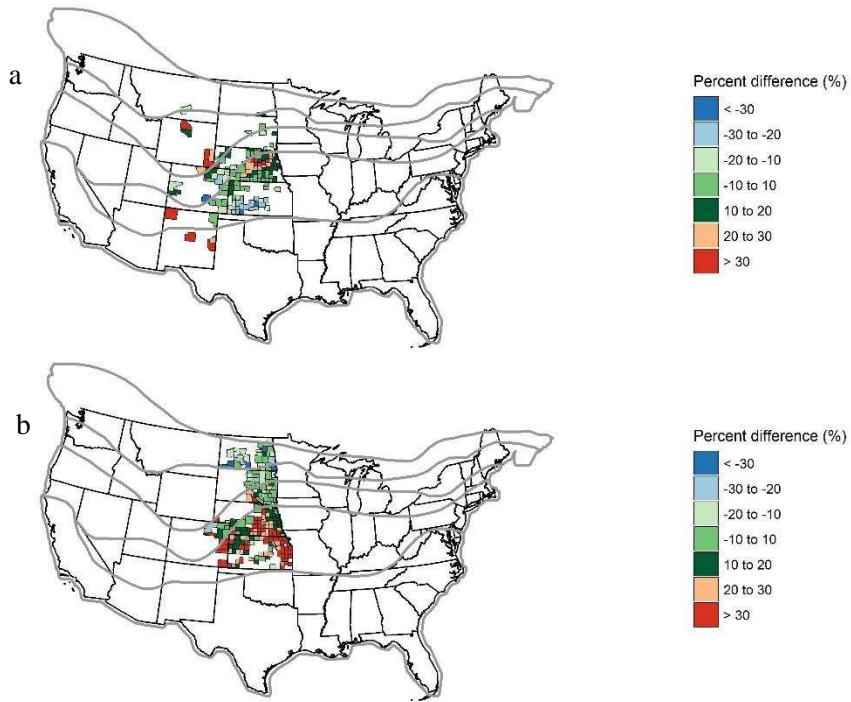 a
Percent difference (%)
< -30
-30 to -20
-20 to -10
-10 to 10
10 to 20
20 to 30
> 30
b
Percent difference (%)
< -30
-30 to -20
-20 to -10
-10 to 10
10 to 20
20 to 30
> 30